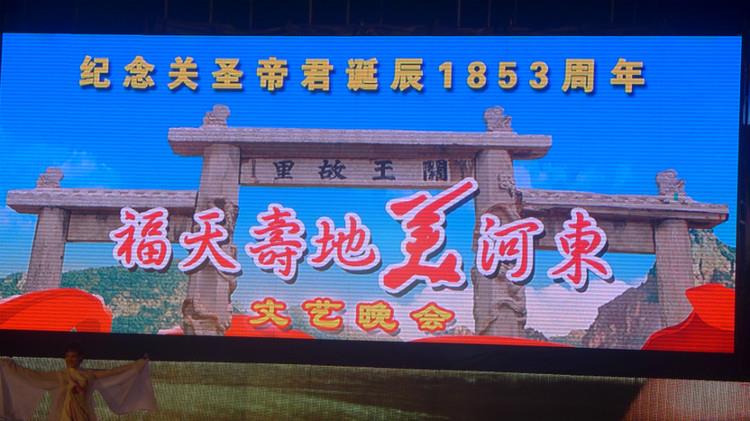 纪念关圣帝君诞辰1853周年
里故王關
福天壽地美河東
文艺晚会